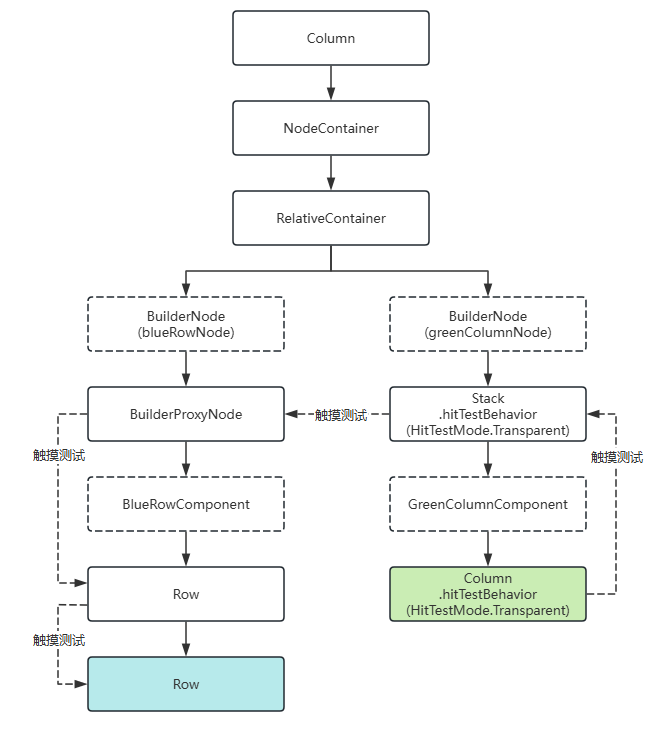 Column
NodeContainer
RelativeContainer
BuilderNode
(blueRowNode)
BuilderNode
(greenColumnNode)
BuilderProxyNode
触摸测试
Stack
.hitTestBehavior
(HitTestMode.Transparent)
触摸测试
触摸测试
BlueRowComponent
GreenColumnComponent
Row
Column
.hitTestBehavior
(HitTestMode.Transparent)
触摸测试
Row